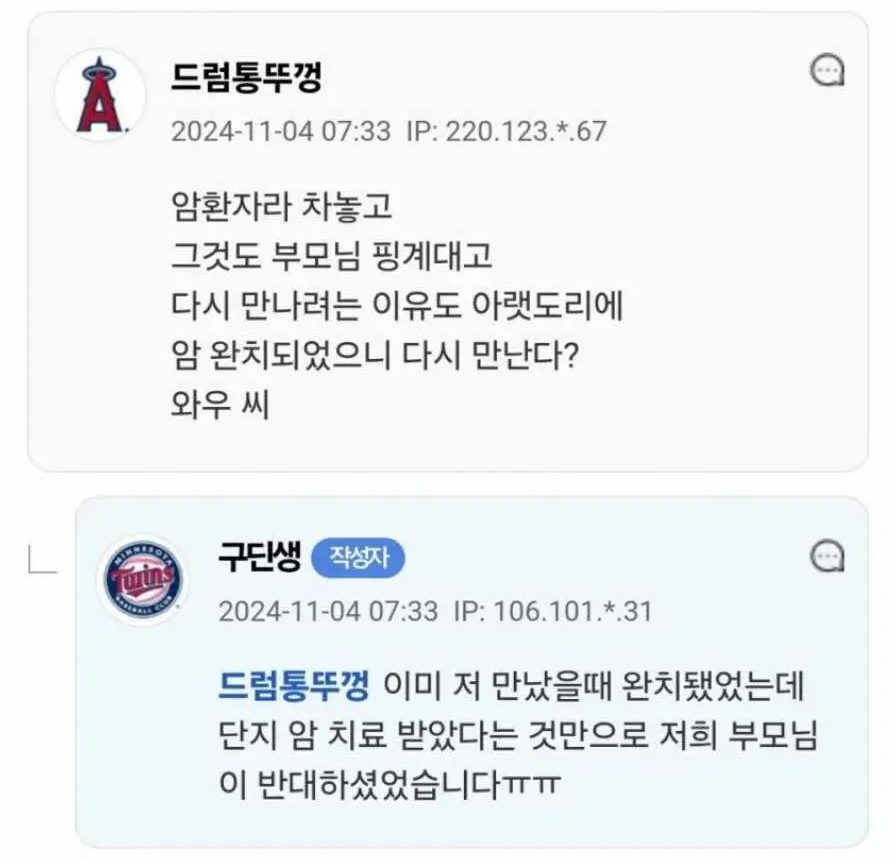 드럼통뚜껑
2024-11-04 07:33 IP: 220.123.*.67
암환자라 차놓고
그것도 부모님 핑계대고
다시 만나려는 이유도 아랫도리에
암 완치되었으니 다시 만난다?
와우 씨
구딘생 작성자
2024-11-04 07:33 IP: 106.101.*.31
드럼통뚜껑 이미 저 만났을때 완치됐었는데
단지 암 치료 받았다는 것만으로 저희 부모님
이 반대하셨었습니다ㅠㅠ
A
MINNESOTA
Twins
BASEBALL CLUB